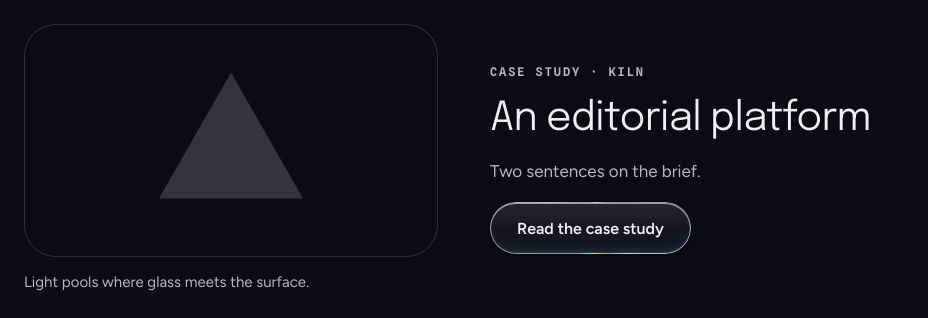 CASE STUDY · KILN
An editorial platform
Two sentences on the brief.
Read the case study
Light pools where glass meets the surface.